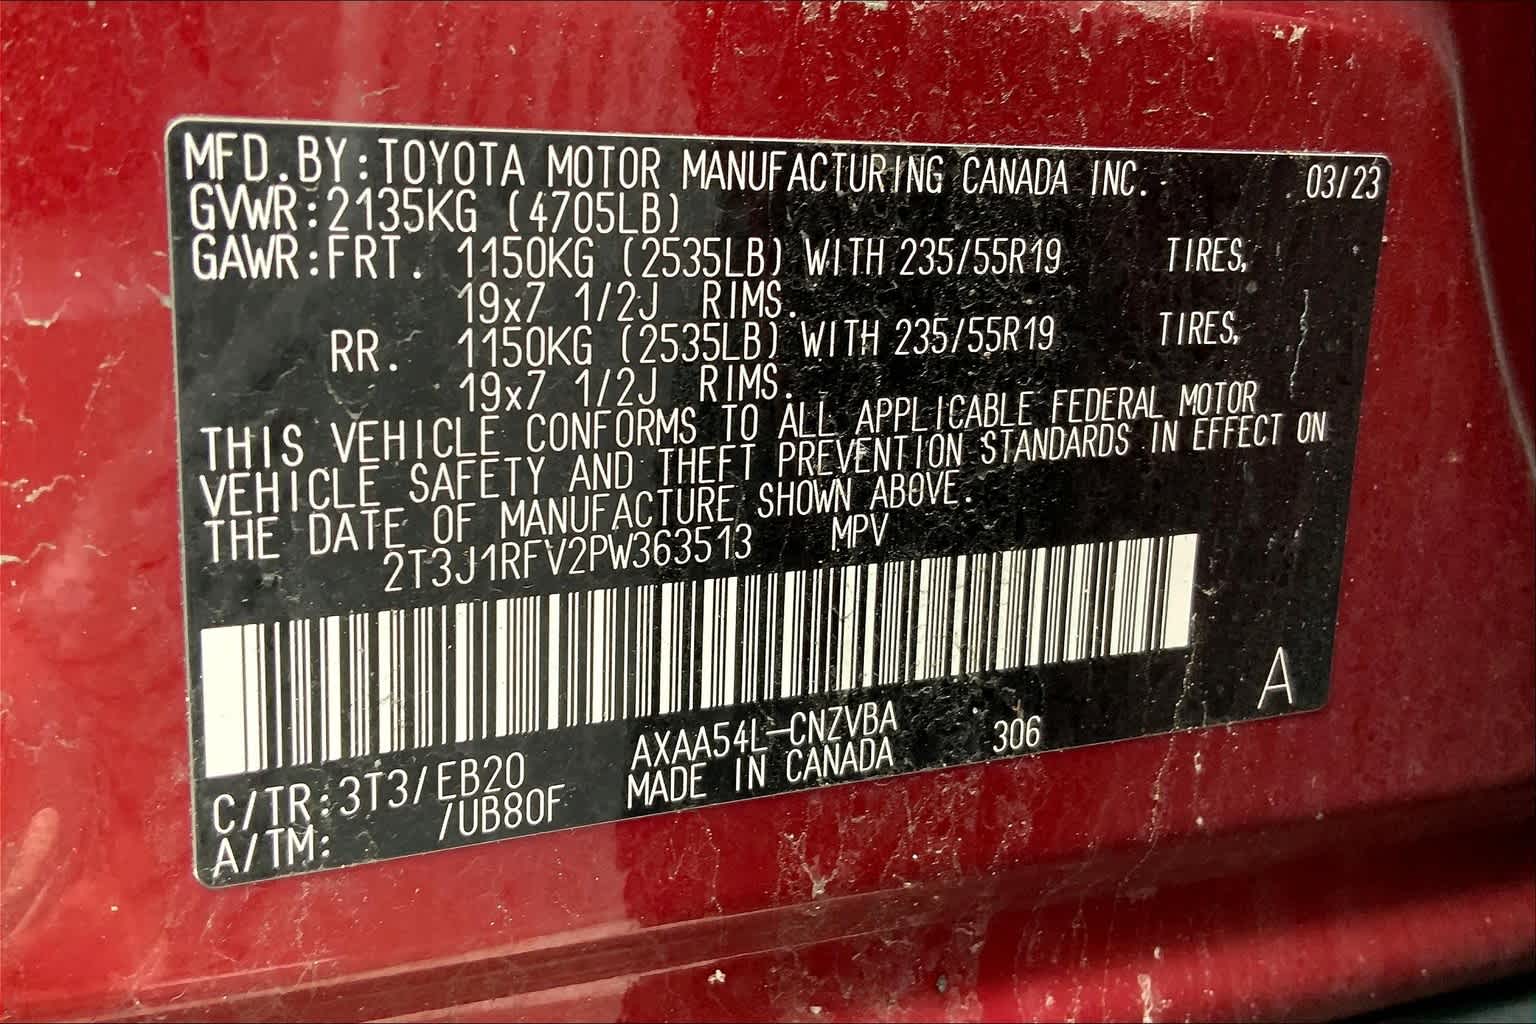 MFD.BY:TOYOTA MOTOR MANUFACTURING CANADA INC. 03/23
GVWR:2135KG (4705LB)
GAWR:FRT. 1150KG (2535LB) WITH 235/55R19 TIRES,
19x7 1/2J RIMS.
RR. 1150KG (2535LB) WITH 235/55R19 TIRES,
19x7 1/2J RIMS.
THIS VEHICLE CONFORMS TO ALL APPLICABLE FEDERAL MOTOR
VEHICLE SAFETY AND THEFT PREVENTION STANDARDS IN EFFECT ON
THE DATE OF MANUFACTURE SHOWN ABOVE.
2T3J1RFV2PW363513 MPV
A
AXAA54L-CNZVBA 306
C/TR:3T3/EB20 MADE IN CANADA
A/TM: /UB80F